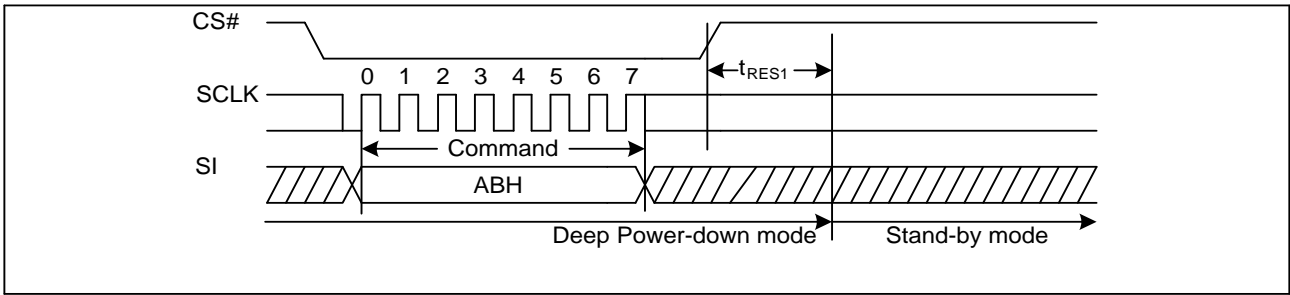 CS#
tRES1
0 1 2 3 4 5 6 7
SCLK
Command
SI
ABH
Deep Power-down mode Stand-by mode